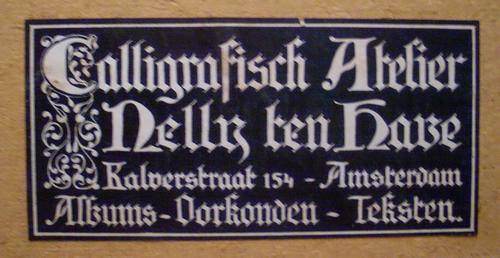 Calligrafisch Atelier
Nelly ten Have
Kalverstraat 154 - Amsterdam
Albums - Oorkonden - Teksten.